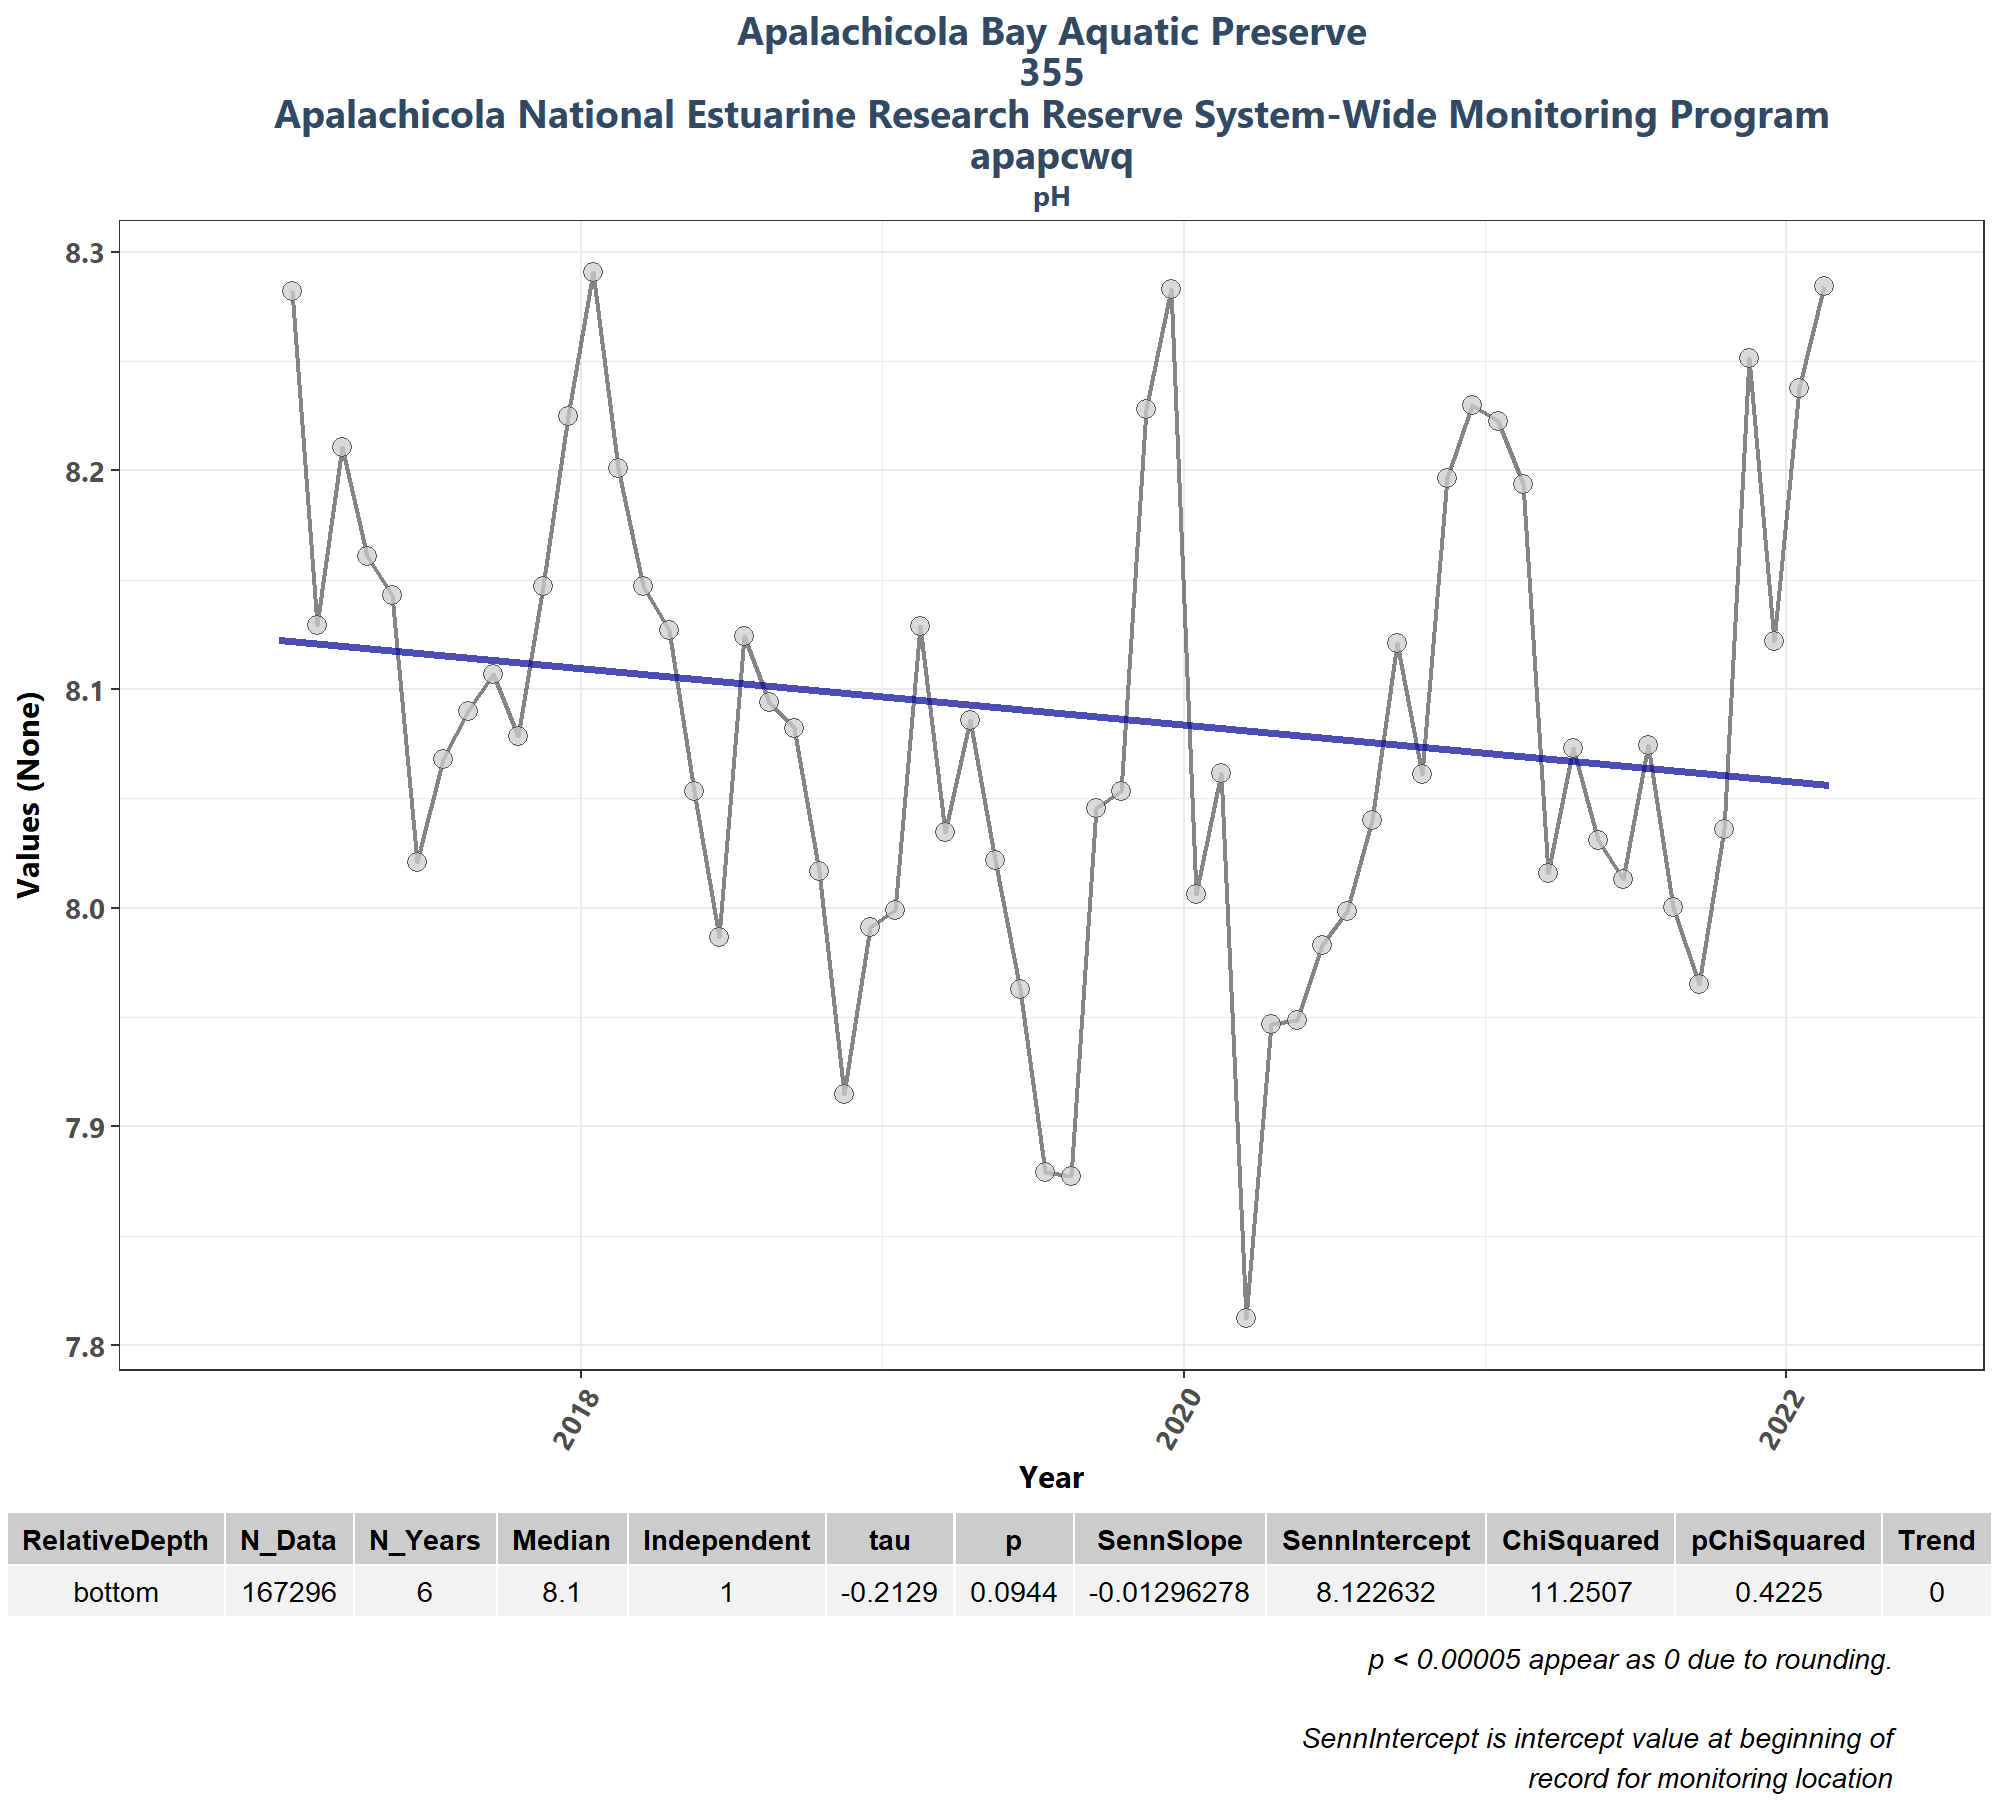 Apalachicola Bay Aquatic Preserve
355
Apalachicola National Estuarine Research Reserve System-Wide Monitoring Program
apapcwq
pH
8.3
8.2
8.1
8.0
7.9
7.8
Values (None)
2018 2020 2022
Year
RelativeDepth N_Data N_Years Median Independent tau p SennSlope SennIntercept ChiSquared pChiSquared Trend
bottom 167296 6 8.1 1 -0.2129 0.0944 -0.01296278 8.122632 11.2507 0.4225 0
p < 0.00005 appear as 0 due to rounding.
SennIntercept is intercept value at beginning of
record for monitoring location